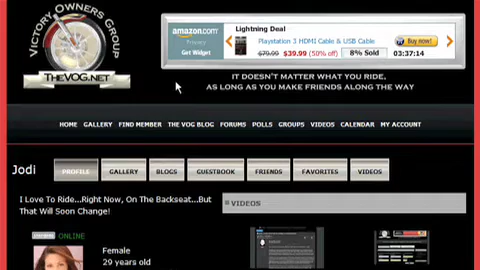 VICTORY OWNERS GROUP
THEVOG.NET
amazon.com
Privacy
Get Widget
Lightning Deal
Playstation 3 HDMI Cable & USB Cable
$79.99 $39.99 (50% off)
8% Sold
Buy now!
03:37:14
IT DOESN'T MATTER WHAT YOU RIDE,
AS LONG AS YOU MAKE FRIENDS ALONG THE WAY
HOME GALLERY FIND MEMBER THE VOG BLOG FORUMS POLLS GROUPS VIDEOS CALENDAR MY ACCOUNT
Jodi
PROFILE GALLERY BLOGS GUESTBOOK FRIENDS FAVORITES VIDEOS
I Love To Ride...Right Now, On The Backseat...But
That Will Soon Change!
VIDEOS
ONLINE
Female
29 years old